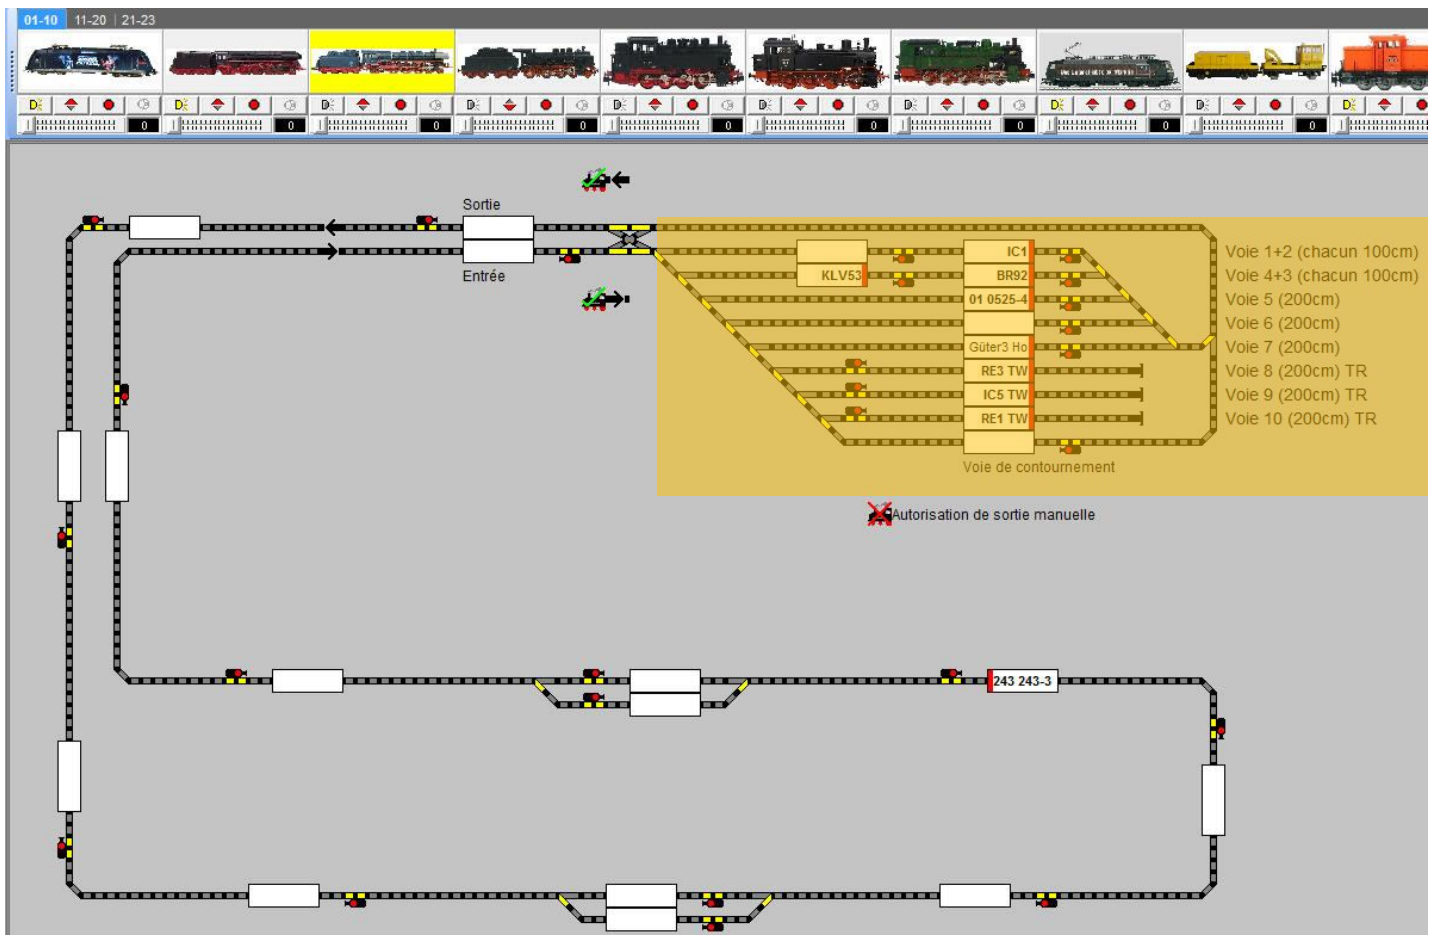 01-10 11-20 21-23
0 0 0 0 0 0 0 0 0
Sortie
Entrée
IC1 Voie 1+2 (chacun 100cm)
KLV53 BR92 Voie 4+3 (chacun 100cm)
01 0525-4 Voie 5 (200cm)
Voie 6 (200cm)
Güter3 Ho Voie 7 (200cm)
RE3 TW Voie 8 (200cm) TR
IC5 TW Voie 9 (200cm) TR
RE1 TW Voie 10 (200cm) TR
Voie de contournement
Autorisation de sortie manuelle
243 243-3